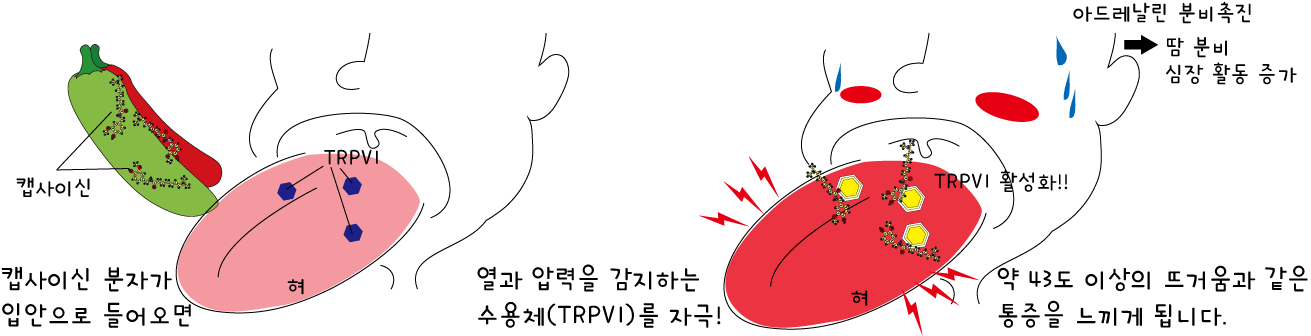 캡사이신
TRPV1
혀
캡사이신 분자가
입안으로 들어오면
열과 압력을 감지하는
수용체(TRPV1)를 자극!
아드레날린 분비촉진
땀 분비
심장 활동 증가
TRPV1 활성화!!
혀
약 43도 이상의 뜨거움과 같은
통증을 느끼게 됩니다.